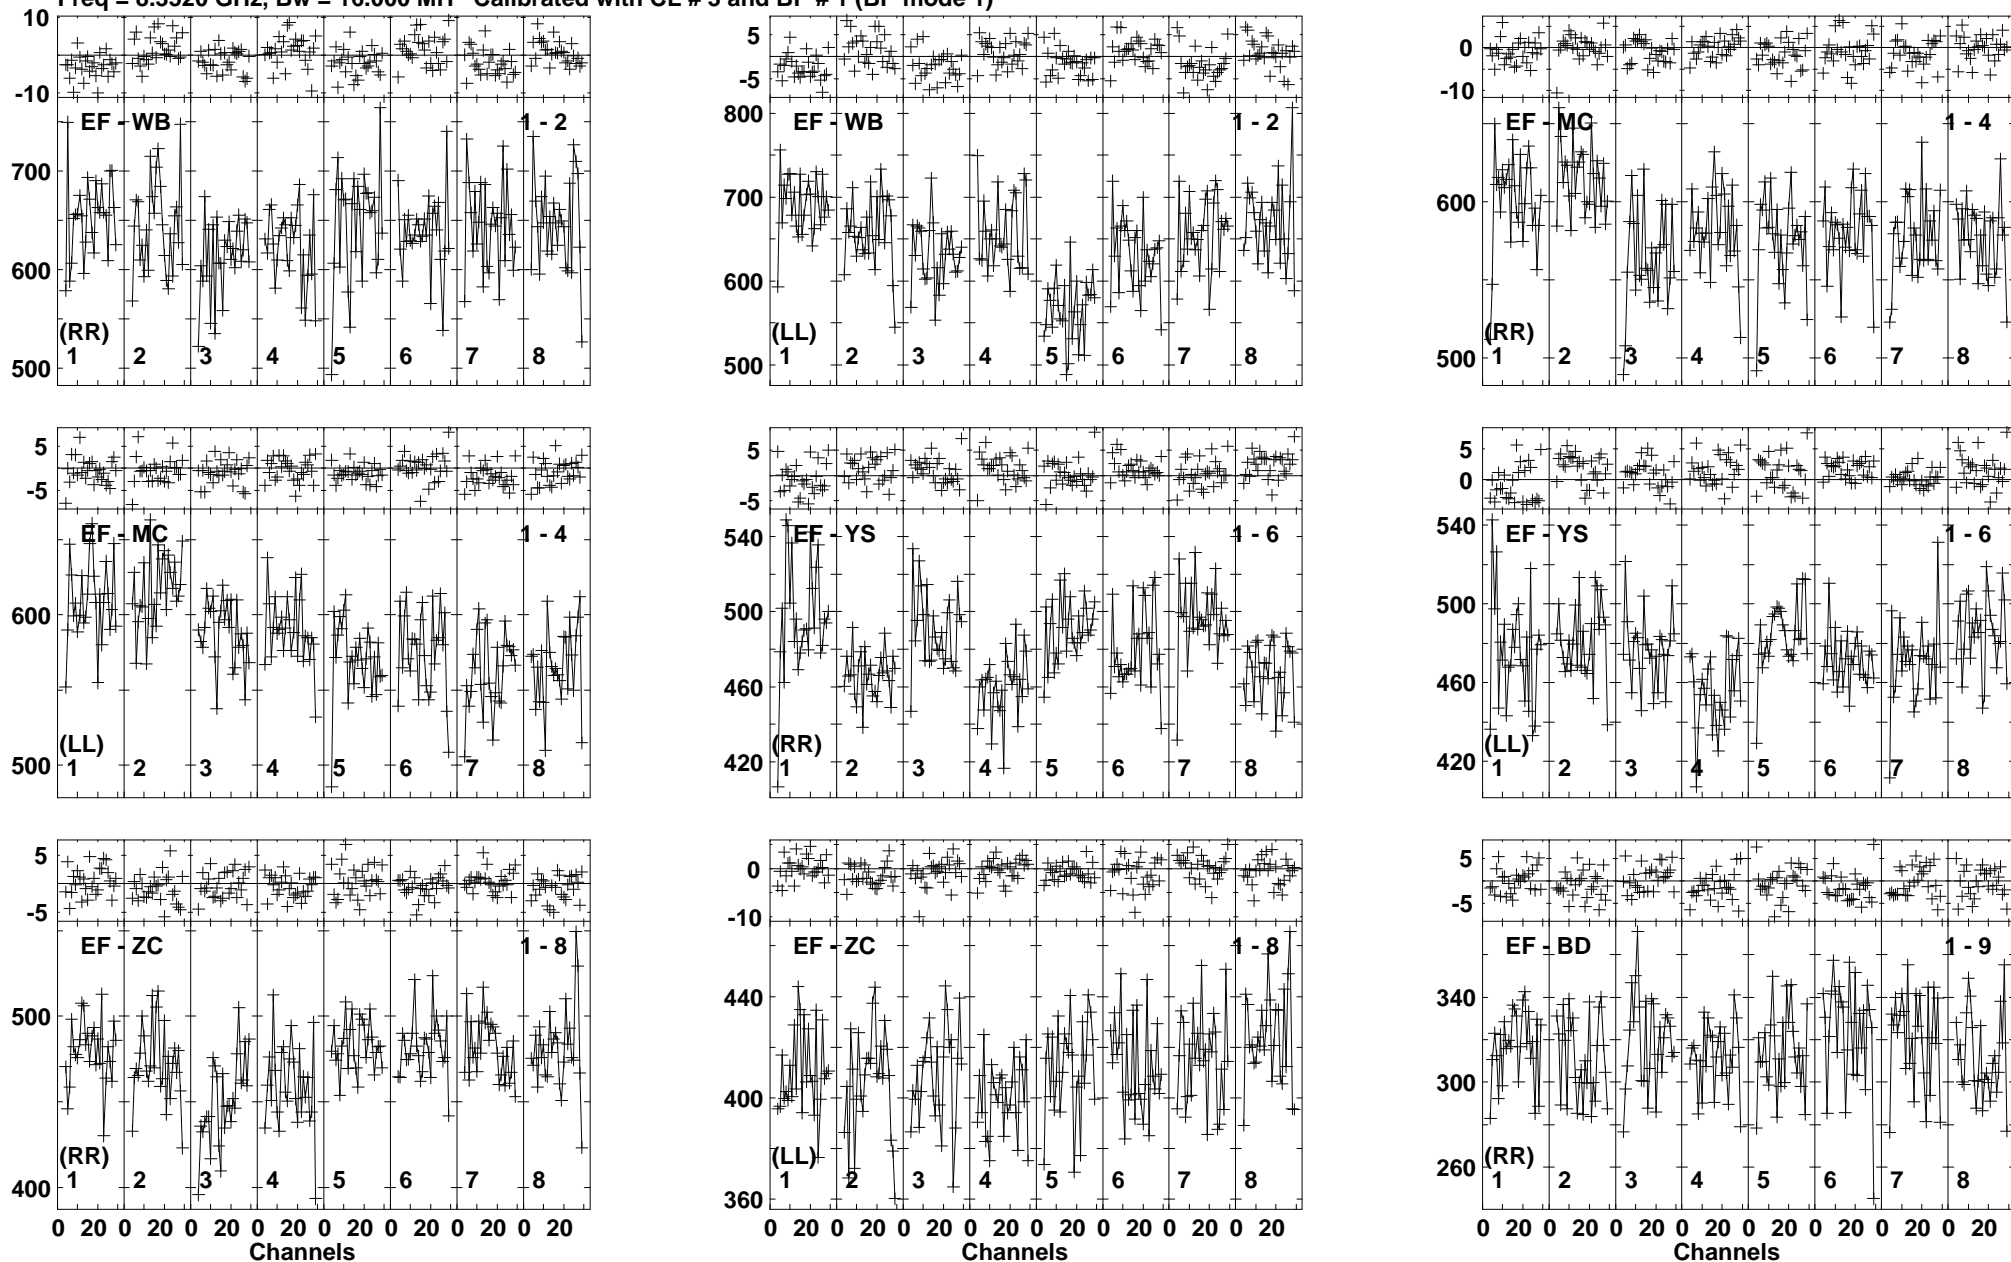 Freq = 8.3320 GHz, Bw = 16.000 MH Calibrated with CL # 3 and BP # 1 (BP mode 1)
10 -10 5 -5 0 -10
EF - WB 1 - 2 EF - WB 1 - 2 EF - MC 1 - 4
700 600 500 800 700 600 500 600 500
(RR) (LL) (RR)
1 2 3 4 5 6 7 8 1 2 3 4 5 6 7 8 1 2 3 4 5 6 7 8
5 -5 5 -5 5 0
EF - MC 1 - 4 EF - YS 1 - 6 EF - YS 1 - 6
600 500 540 500 460 420 540 500 460 420
(LL) (RR) (LL)
1 2 3 4 5 6 7 8 1 2 3 4 5 6 7 8 1 2 3 4 5 6 7 8
5 -5 0 -10 5 -5
EF - ZC 1 - 8 EF - ZC 1 - 8 EF - BD 1 - 9
500 400 440 400 360 340 300 260
(RR) (LL) (RR)
1 2 3 4 5 6 7 8 1 2 3 4 5 6 7 8 1 2 3 4 5 6 7 8
0 20 0 20 0 20 0 20 0 20 0 20 0 20 0 20 0 20 0 20 0 20 0 20 0 20 0 20 0 20 0 20 0 20 0 20 0 20 0 20 0 20 0 20 0 20 0 20
Channels Channels Channels